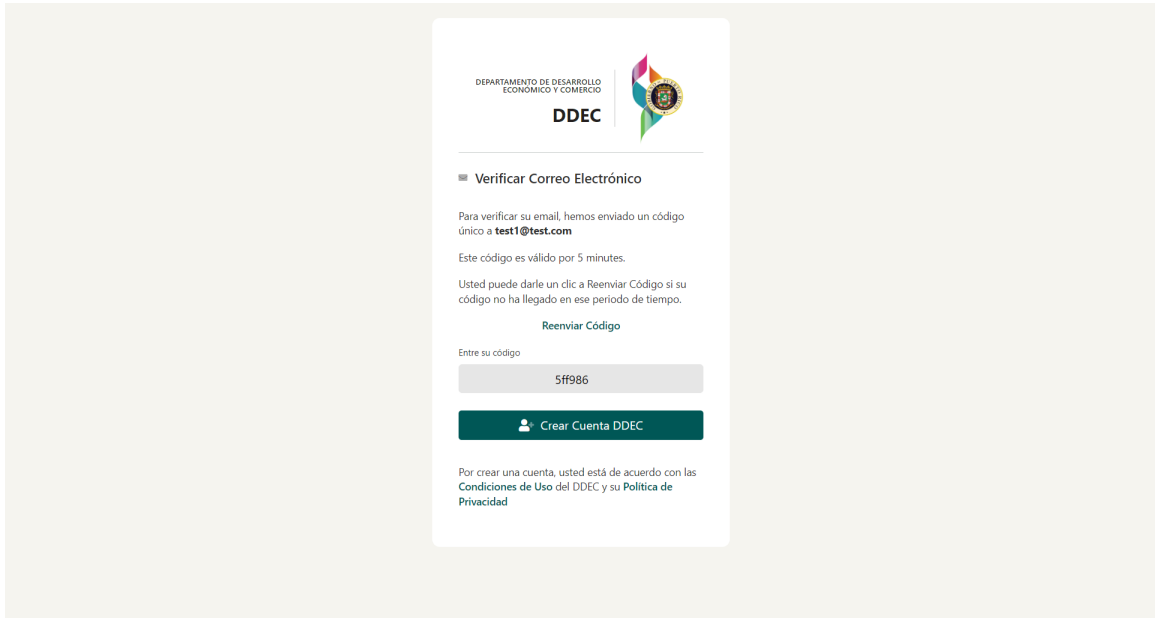 DEPARTAMENTO DE DESARROLLO
ECONÓMICO Y COMERCIO
DDEC
Verificar Correo Electrónico
Para verificar su email, hemos enviado un código
único a test1@test.com
Este código es válido por 5 minutes.
Usted puede darle un clic a Reenviar Código si su
código no ha llegado en ese periodo de tiempo.
Reenviar Código
Entre su código
5ff986
Crear Cuenta DDEC
Por crear una cuenta, usted está de acuerdo con las
Condiciones de Uso del DDEC y su Política de
Privacidad